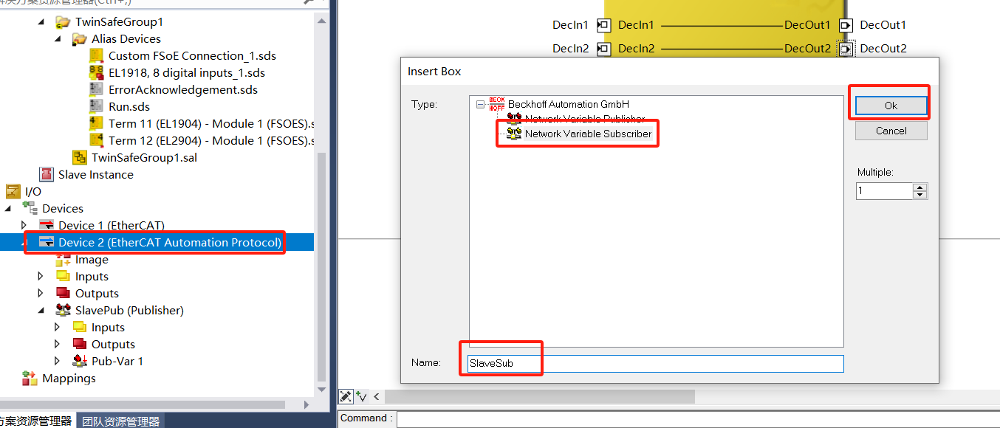 解决方案资源管理器(Ctrl+;)
TwinSafeGroup1
Alias Devices
Custom FSoE Connection_1.sds
EL1918, 8 digital inputs_1.sds
ErrorAcknowledgement.sds
Run.sds
Term 11 (EL1904) - Module 1 (FSOES).s
Term 12 (EL2904) - Module 1 (FSOES).s
TwinSafeGroup1.sal
Slave Instance
I/O
Devices
Device 1 (EtherCAT)
Device 2 (EtherCAT Automation Protocol)
Image
Inputs
Outputs
SlavePub (Publisher)
Inputs
Outputs
Pub-Var 1
Mappings
方案资源管理器
团队资源管理器
DecIn1
DecIn1
DecOut1
DecOut1
DecIn2
DecIn2
DecOut2
DecOut2
Insert Box
Type:
BECK
HOFF
Beckhoff Automation GmbH
Network Variable Publisher
Network Variable Subscriber
Ok
Cancel
Multiple:
1
Name:
SlaveSub
Command :